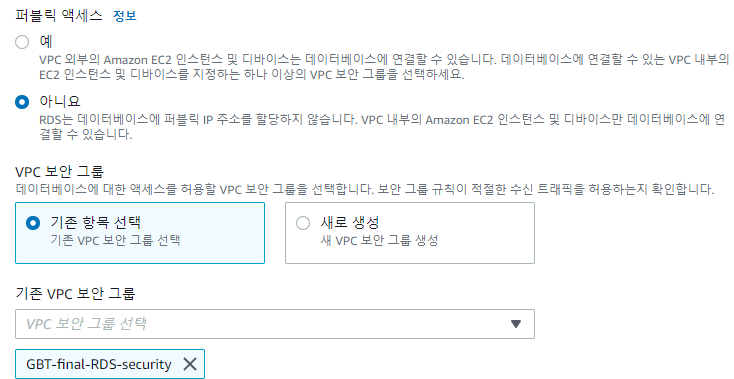 퍼블릭 액세스 정보
예
VPC 외부의 Amazon EC2 인스턴스 및 디바이스는 데이터베이스에 연결할 수 있습니다. 데이터베이스에 연결할 수 있는 VPC 내부의
EC2 인스턴스 및 디바이스를 지정하는 하나 이상의 VPC 보안 그룹을 선택하세요.
아니요
RDS는 데이터베이스에 퍼블릭 IP 주소를 할당하지 않습니다. VPC 내부의 Amazon EC2 인스턴스 및 디바이스만 데이터베이스에 연
결할 수 있습니다.
VPC 보안 그룹
데이터베이스에 대한 액세스를 허용할 VPC 보안 그룹을 선택합니다. 보안 그룹 규칙이 적절한 수신 트래픽을 허용하는지 확인합니다.
기존 항목 선택
기존 VPC 보안 그룹 선택
새로 생성
새 VPC 보안 그룹 생성
기존 VPC 보안 그룹
VPC 보안 그룹 선택
GBT-final-RDS-security